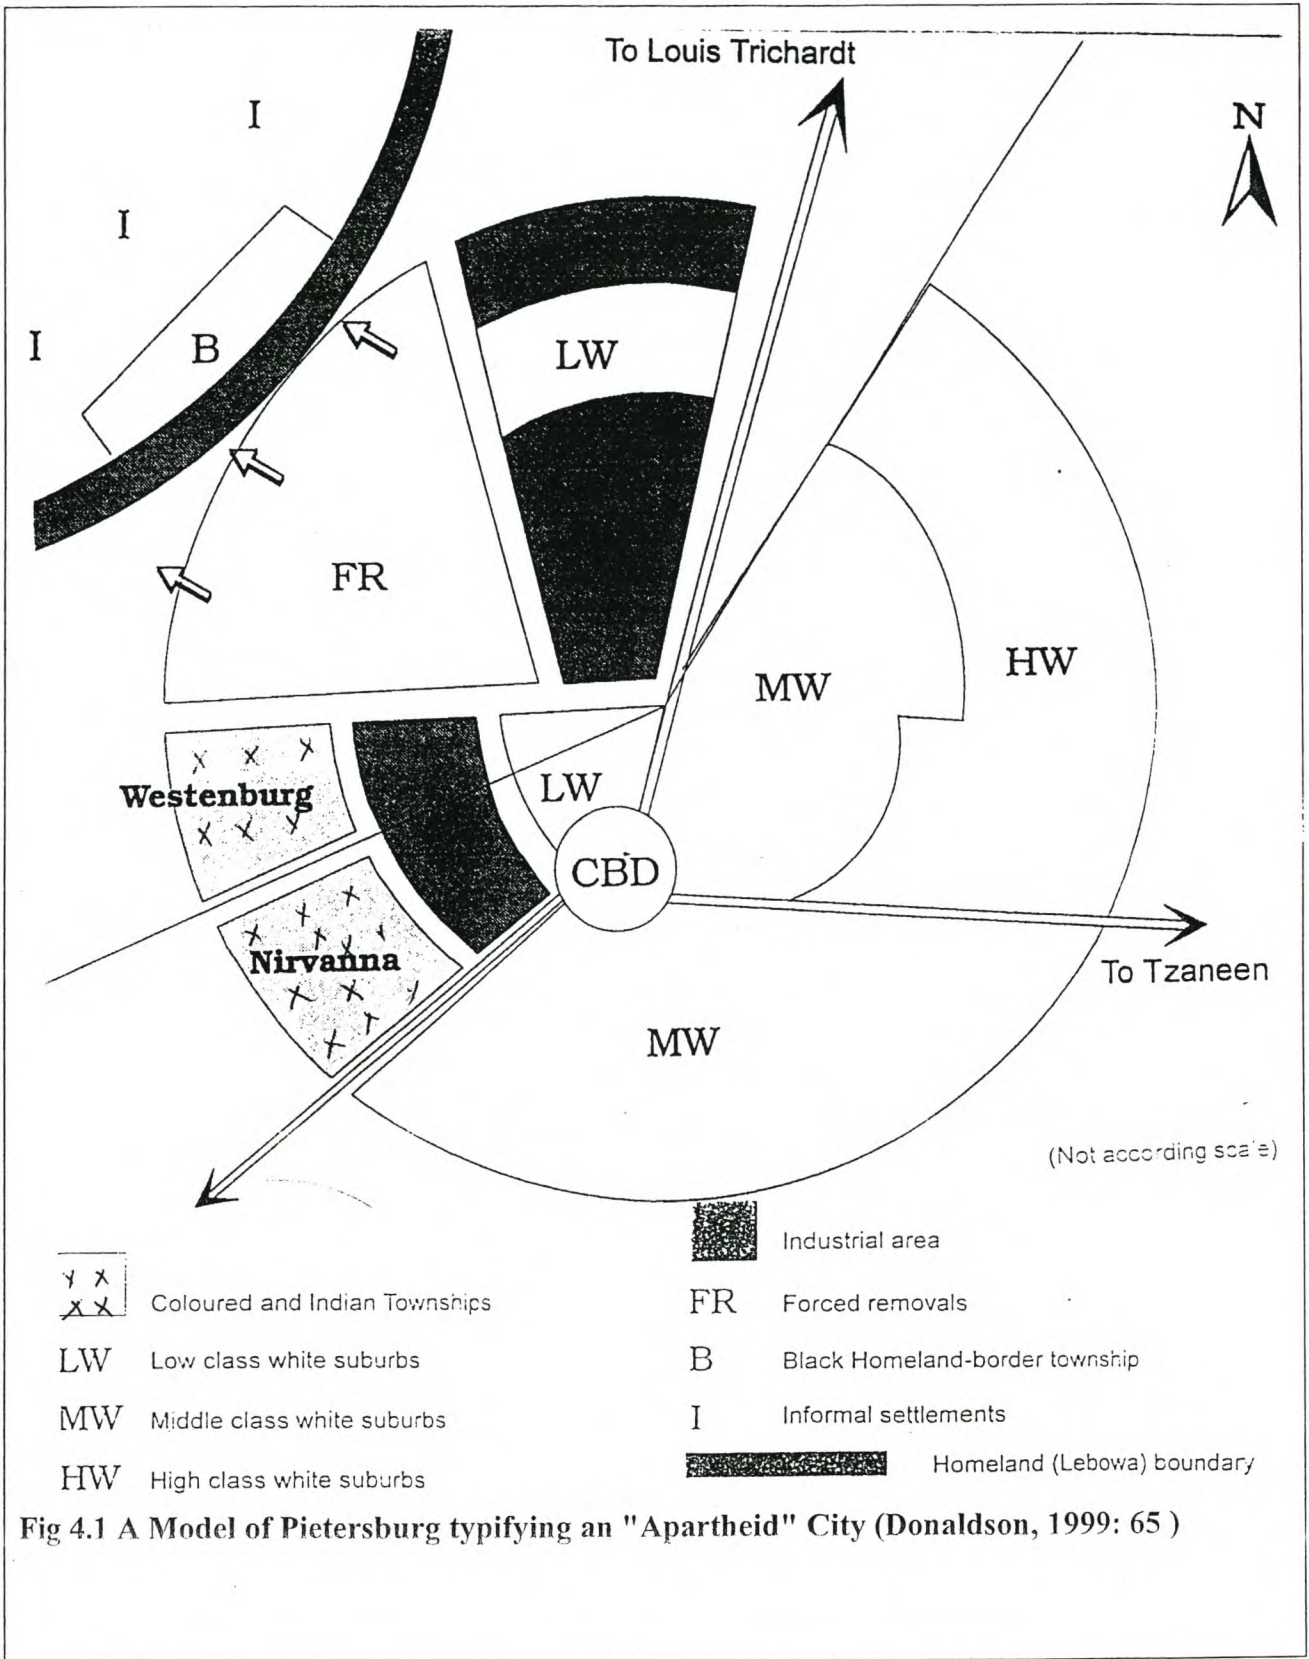 To Louis Trichardt
N
I
I
I
B
LW
FR
MW
HW
Westenburg
LW
CBD
Nirvanna
To Tzaneen
MW
(Not according scale)
Industrial area
Coloured and Indian Townships
FR Forced removals
LW Low class white suburbs
B Black Homeland-border township
MW Middle class white suburbs
I Informal settlements
HW High class white suburbs
Homeland (Lebowa) boundary
Fig 4.1 A Model of Pietersburg typifying an "Apartheid" City (Donaldson, 1999: 65 )